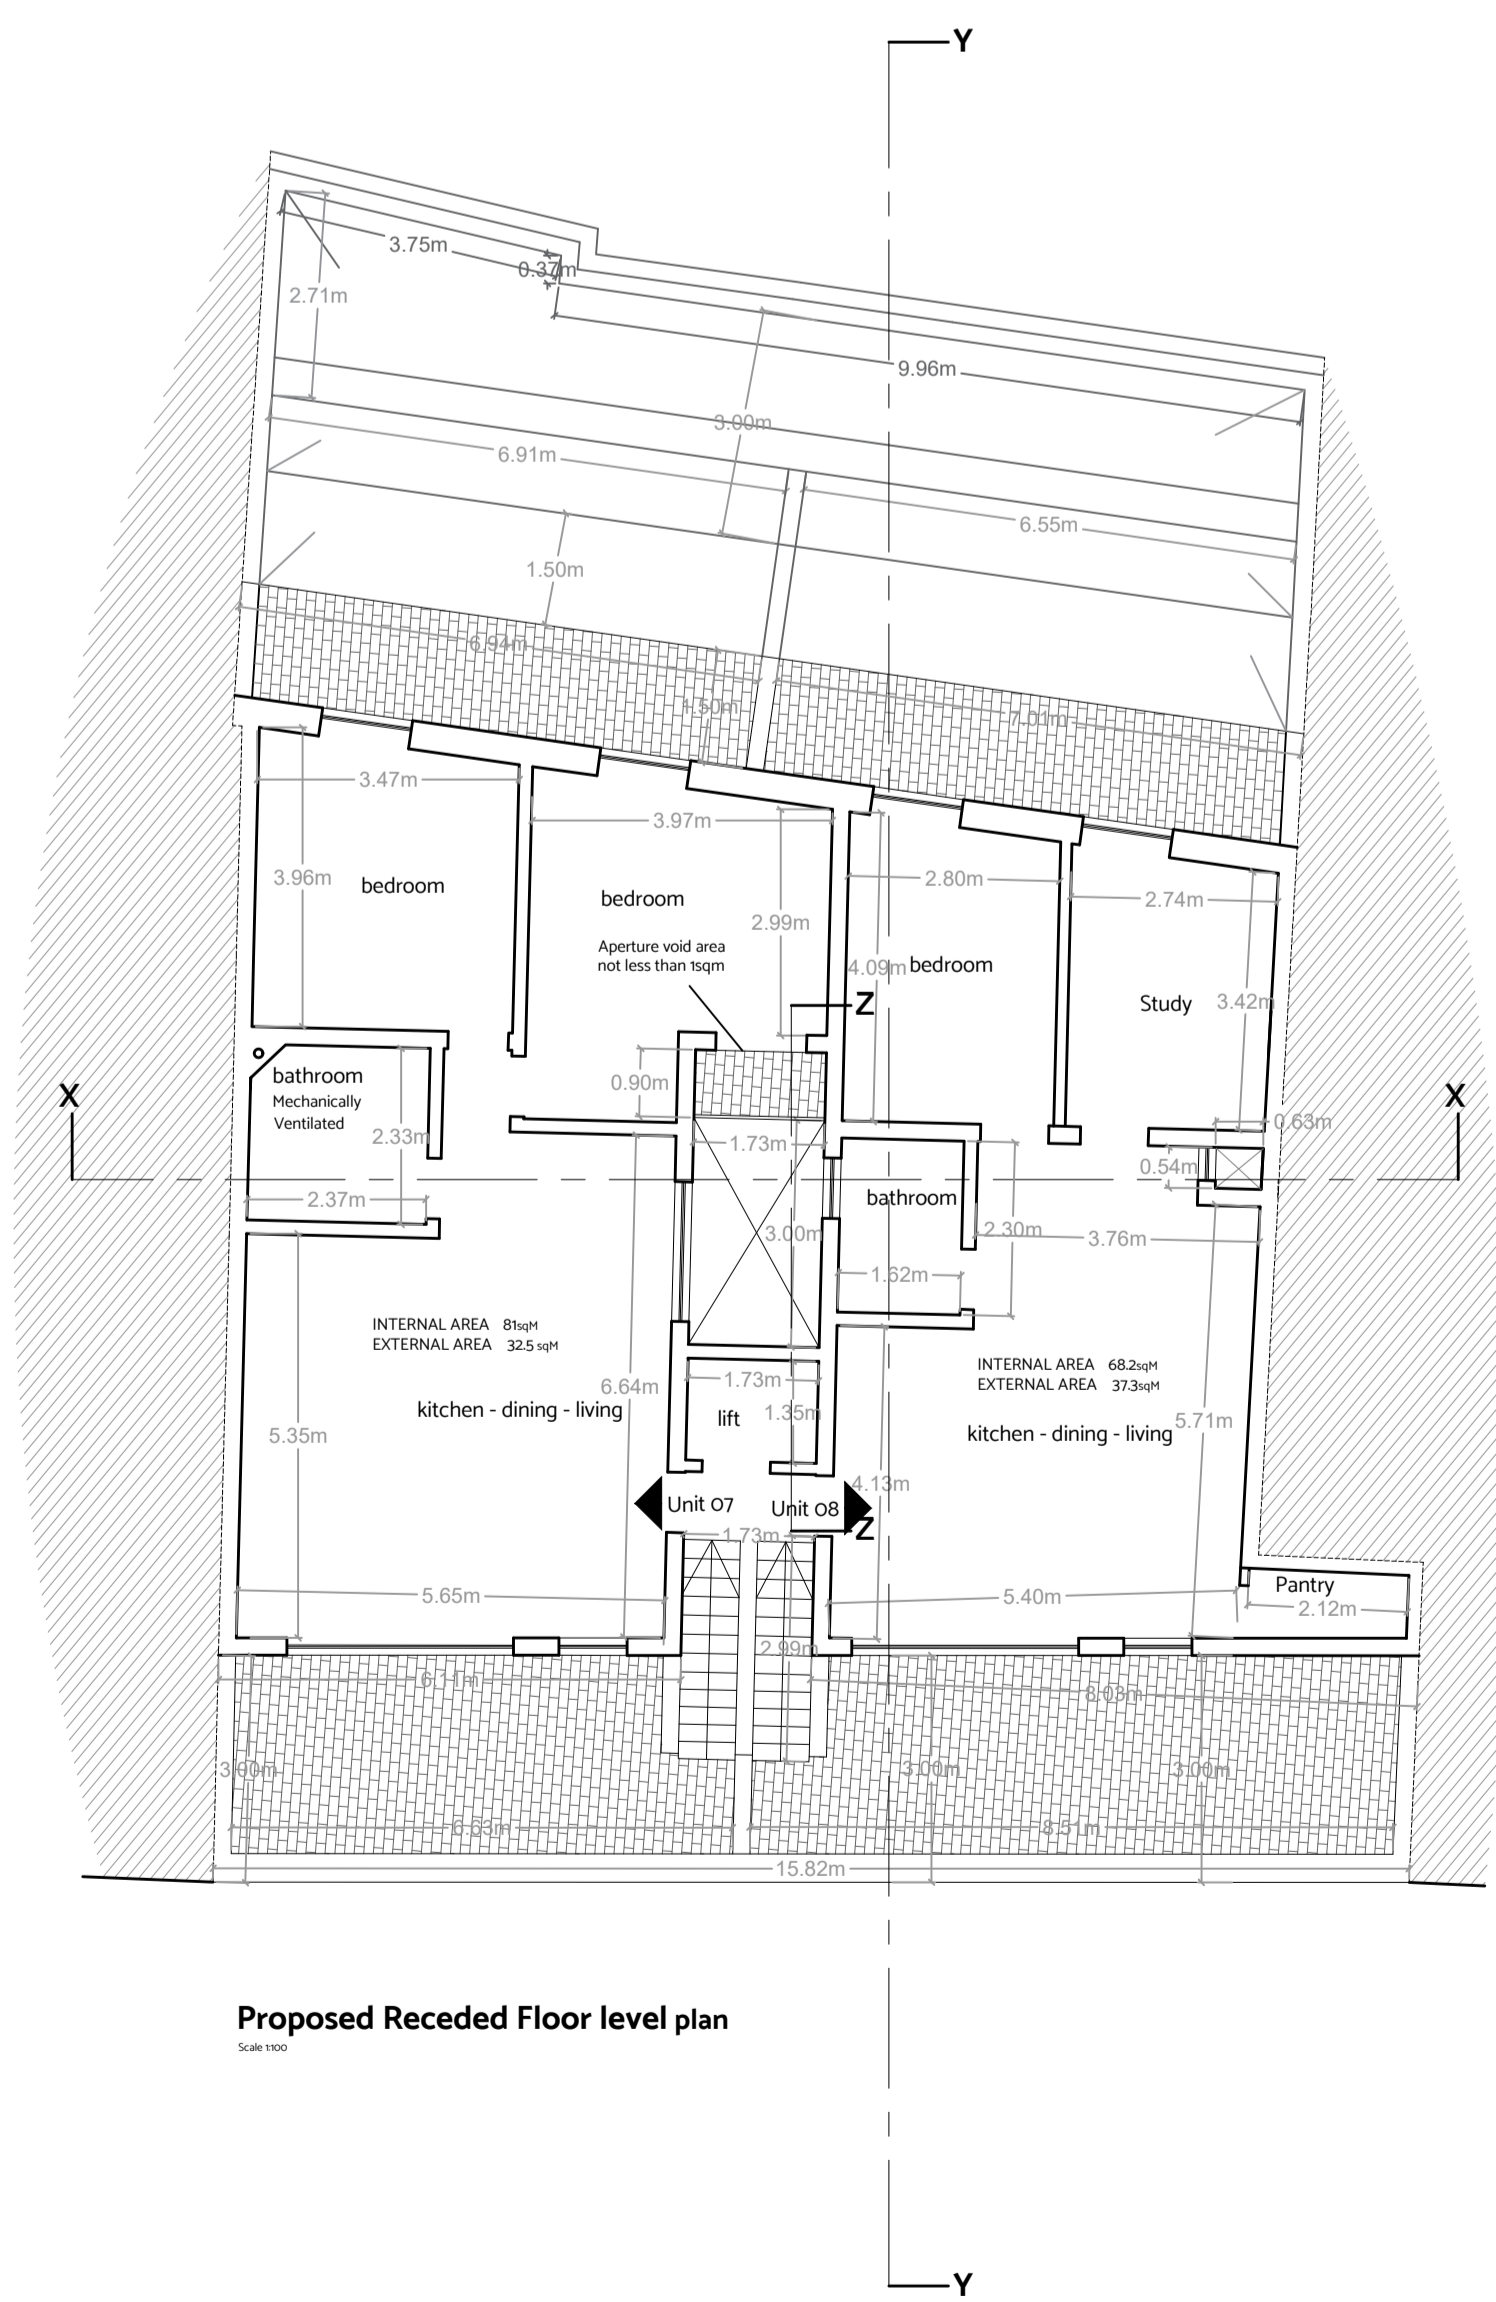 Y
3.75m
0.37m
2.71m
9.96m
3.00m
6.91m
6.55m
1.50m
6.94m
1.50m
7.01m
3.47m
3.97m
2.80m
2.74m
3.96m
bedroom
bedroom
2.99m
Aperture void area
not less than 1sqm
4.09m
bedroom
Z
Study
3.42m
X
bathroom
Mechanically
Ventilated
2.33m
0.90m
1.73m
X
0.63m
0.54m
2.37m
bathroom
3.00m
2.30m
3.76m
1.62m
INTERNAL AREA 81sqM
EXTERNAL AREA 32.5 sqM
INTERNAL AREA 68.2sqM
EXTERNAL AREA 37.3sqM
6.64m
1.73m
kitchen - dining - living
lift
1.35m
5.71m
5.35m
kitchen - dining - living
4.13m
Unit 07
Unit 08
Z
1.73m
5.65m
5.40m
Pantry
2.12m
2.99m
6.11m
8.03m
3.00m
3.00m
3.00m
6.63m
8.51m
15.82m
Proposed Receded Floor level plan
Scale 1:100
Y